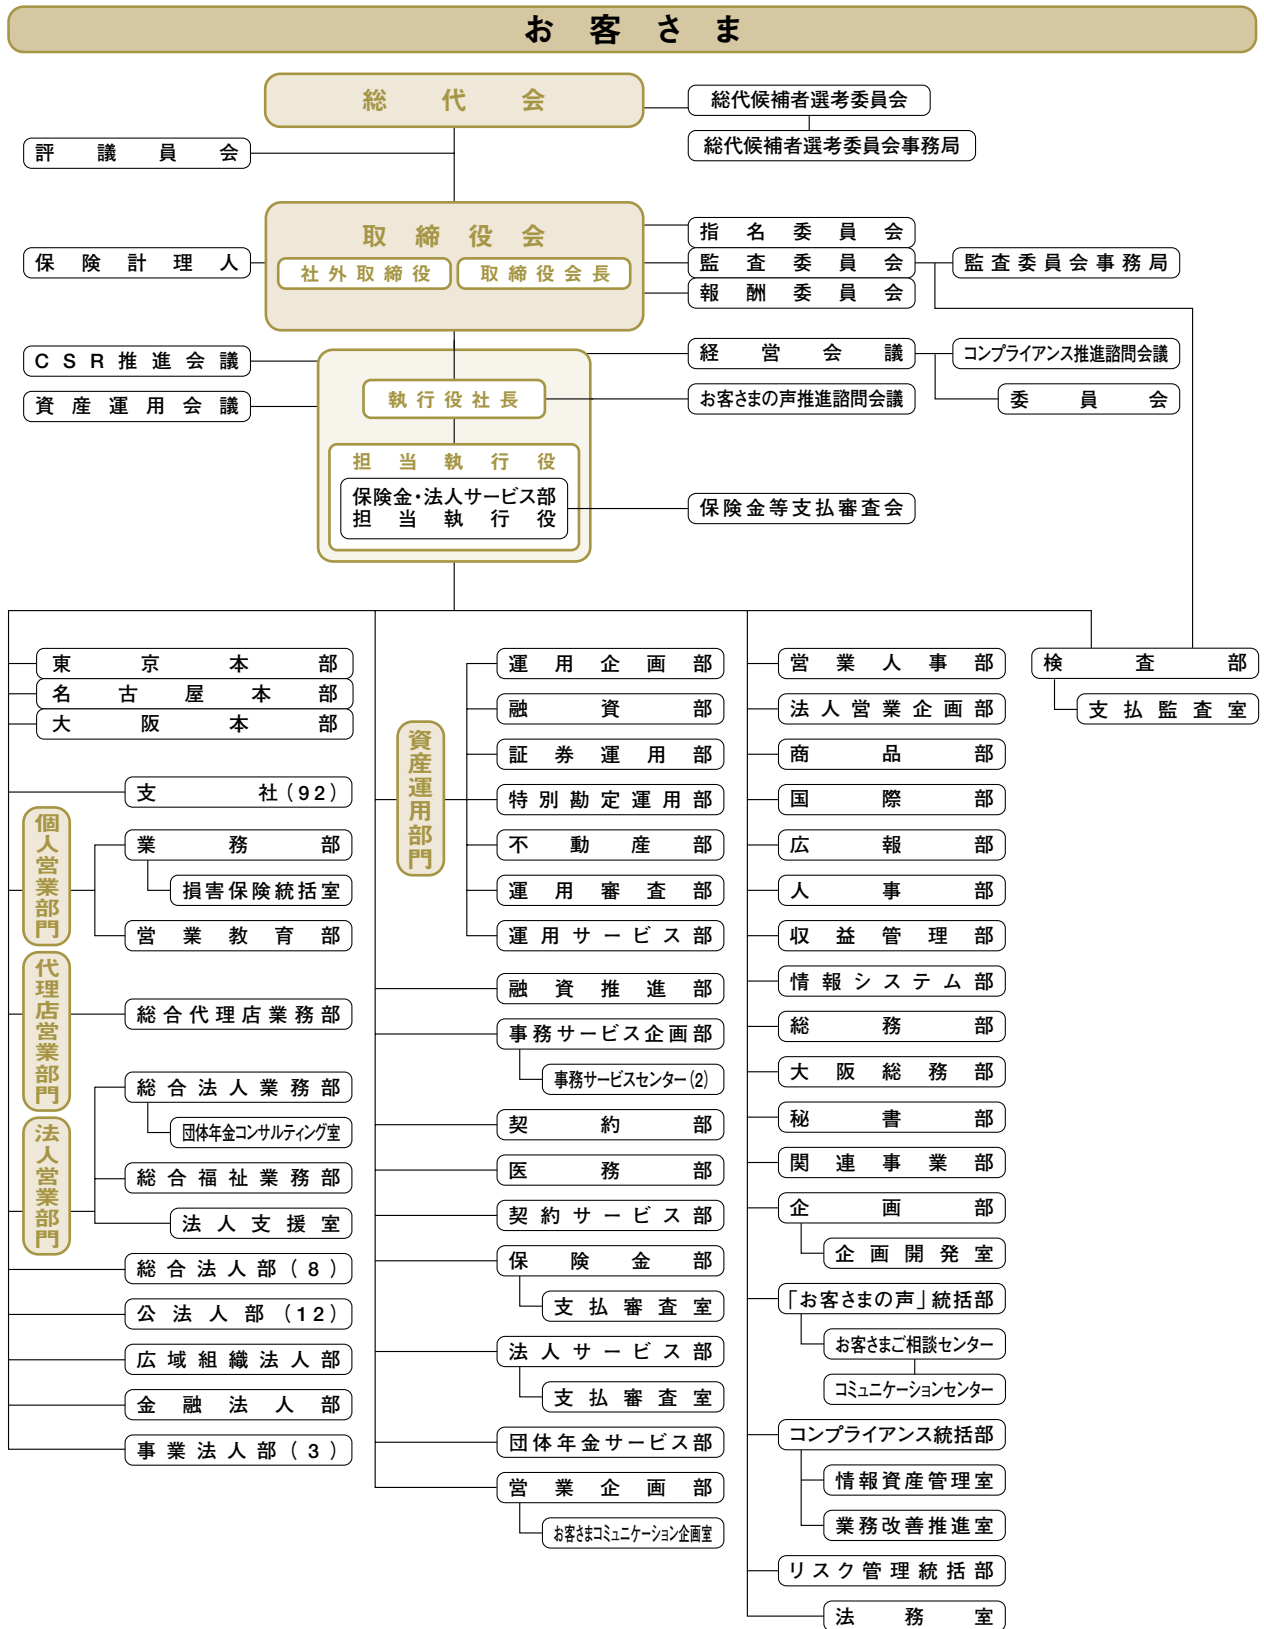 お客さま
総代会
総代候補者選考委員会
総代候補者選考委員会事務局
評議員会
取締役会
社外取締役
取締役会長
保険計理人
指名委員会
監査委員会
報酬委員会
監査委員会事務局
CSR推進会議
資産運用会議
執行役社長
経営会議
コンプライアンス推進諮問会議
お客さまの声推進諮問会議
委員会
担当執行役
保険金・法人サービス部
担当執行役
保険金等支払審査会
東京本部
名古屋本部
大阪本部
支社(92)
個人営業部門
業務部
損害保険統括室
営業教育部
代理店営業部門
総合代理店業務部
法人営業部門
総合法人業務部
団体年金コンサルティング室
総合福祉業務部
法人支援室
総合法人部(8)
公法人部(12)
広域組織法人部
金融法人部
事業法人部(3)
資産運用部門
運用企画部
融資部
証券運用部
特別勘定運用部
不動産部
運用審査部
運用サービス部
融資推進部
事務サービス企画部
事務サービスセンター(2)
契約部
医務部
契約サービス部
保険金部
支払審査室
法人サービス部
支払審査室
団体年金サービス部
営業企画部
お客さまコミュニケーション企画室
営業人事部
法人営業企画部
商品部
国際部
広報部
人事部
収益管理部
情報システム部
総務部
大阪総務部
秘書部
関連事業部
企画部
企画開発室
「お客さまの声」統括部
お客さまご相談センター
コミュニケーションセンター
コンプライアンス統括部
情報資産管理室
業務改善推進室
リスク管理統括部
法務室
検査部
支払監査室